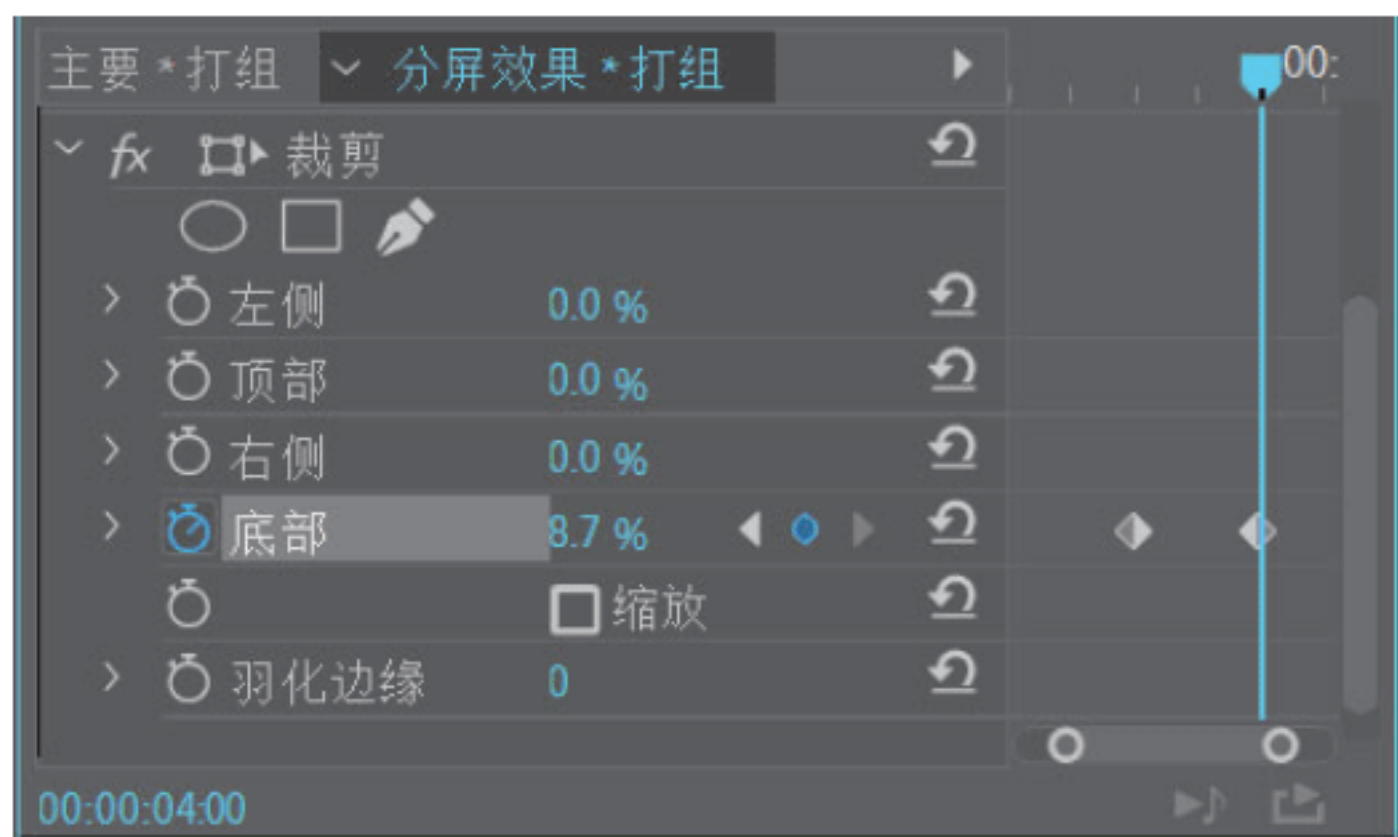 主要*打组 分屏效果*打组 00:
fx 裁剪
左侧 0.0 %
顶部 0.0 %
右侧 0.0 %
底部 8.7 %
缩放
羽化边缘 0
00:00:04:00